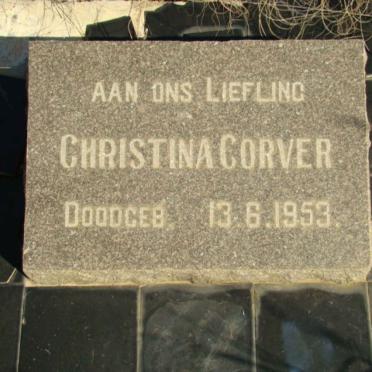 AAN ONS LIEFLING
CHRISTINA CORVER
DOODGEB. 13.6.1953.